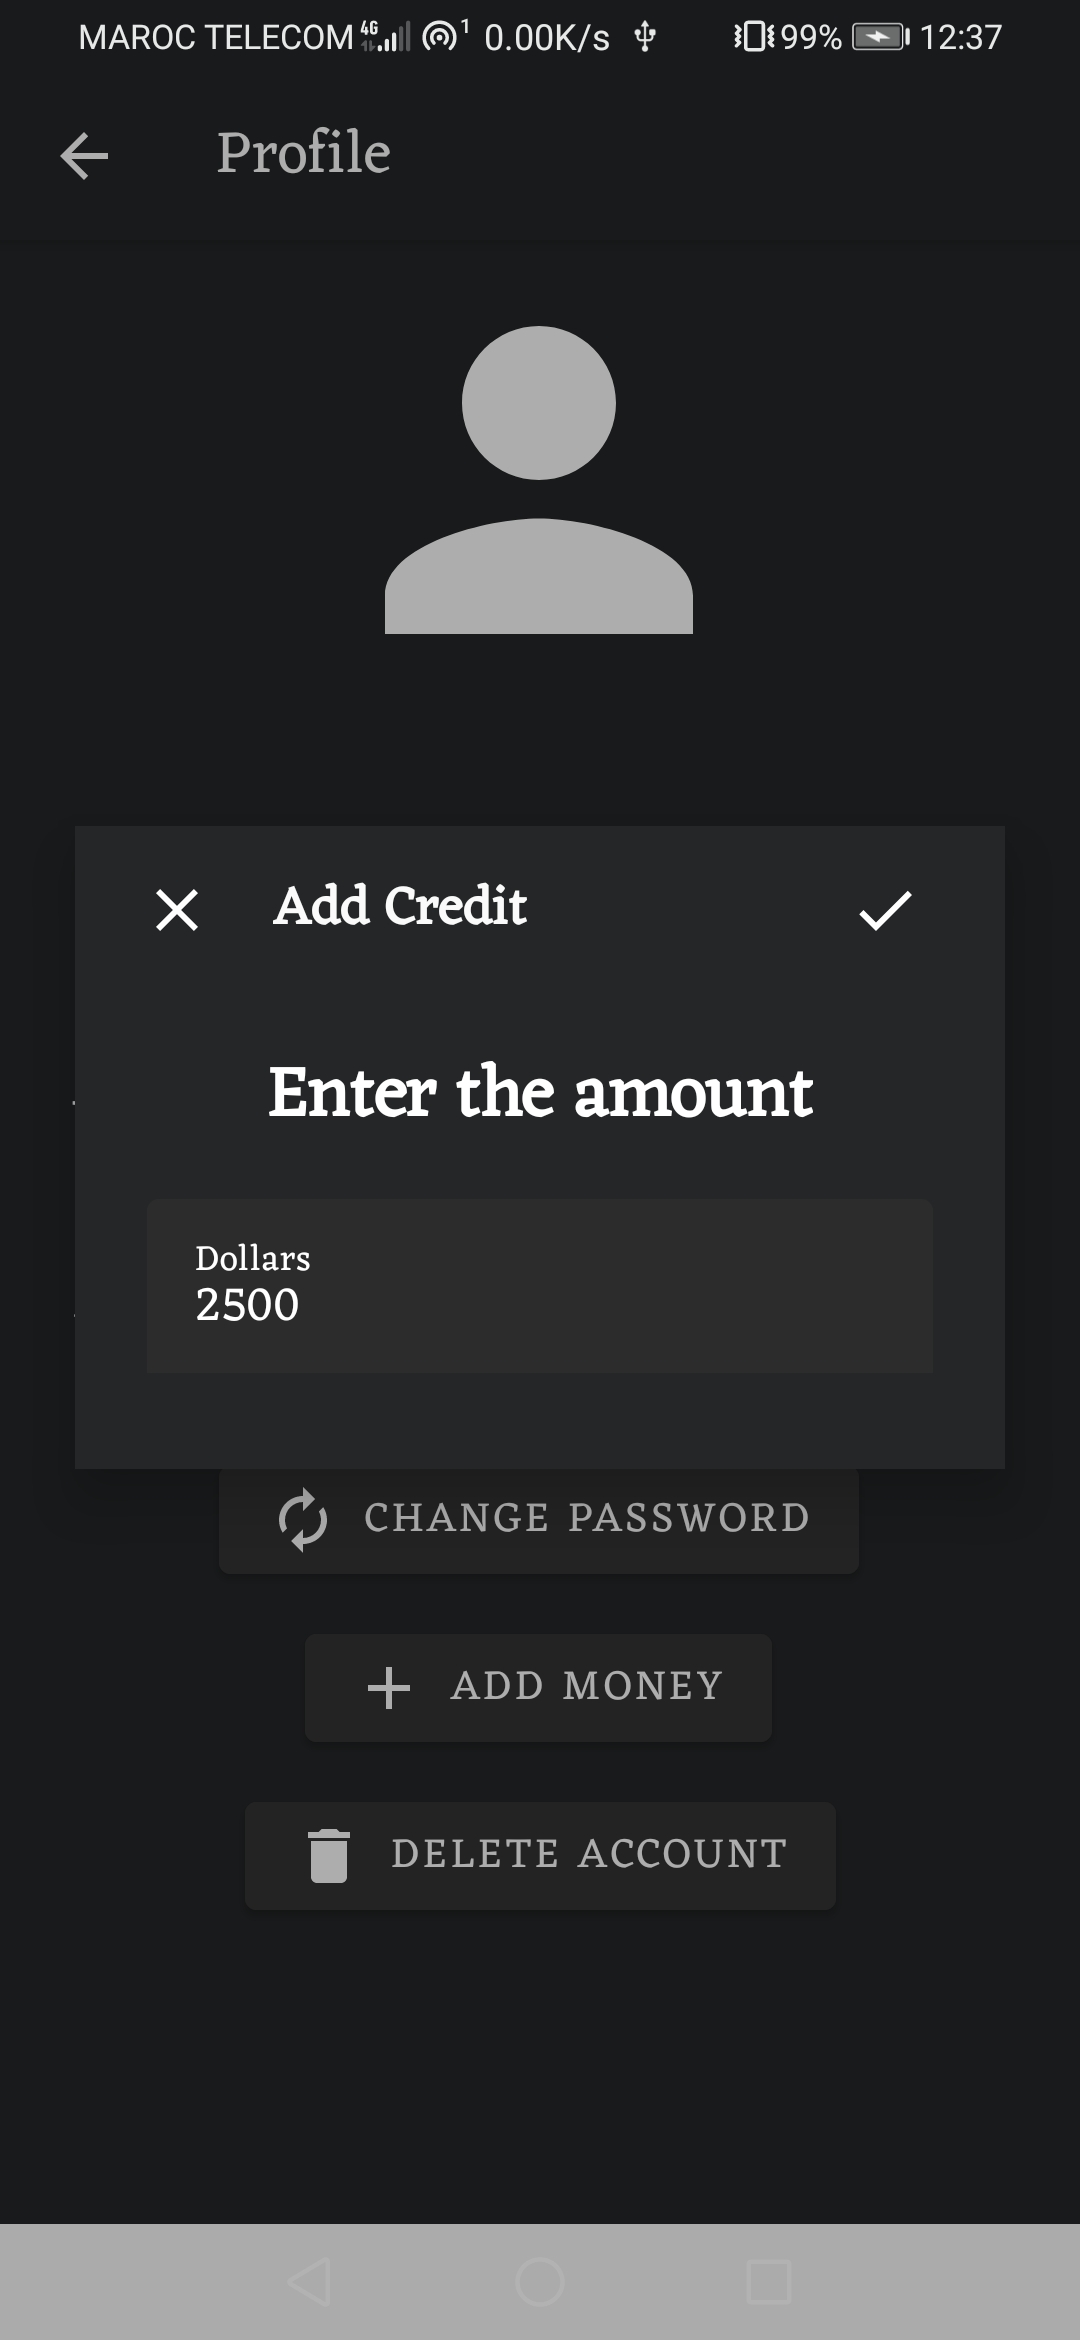 MAROC TELECOM 4G 1 0.00K/s 99% 12:37
Profile
Add Credit
Enter the amount
Dollars
2500
CHANGE PASSWORD
ADD MONEY
DELETE ACCOUNT